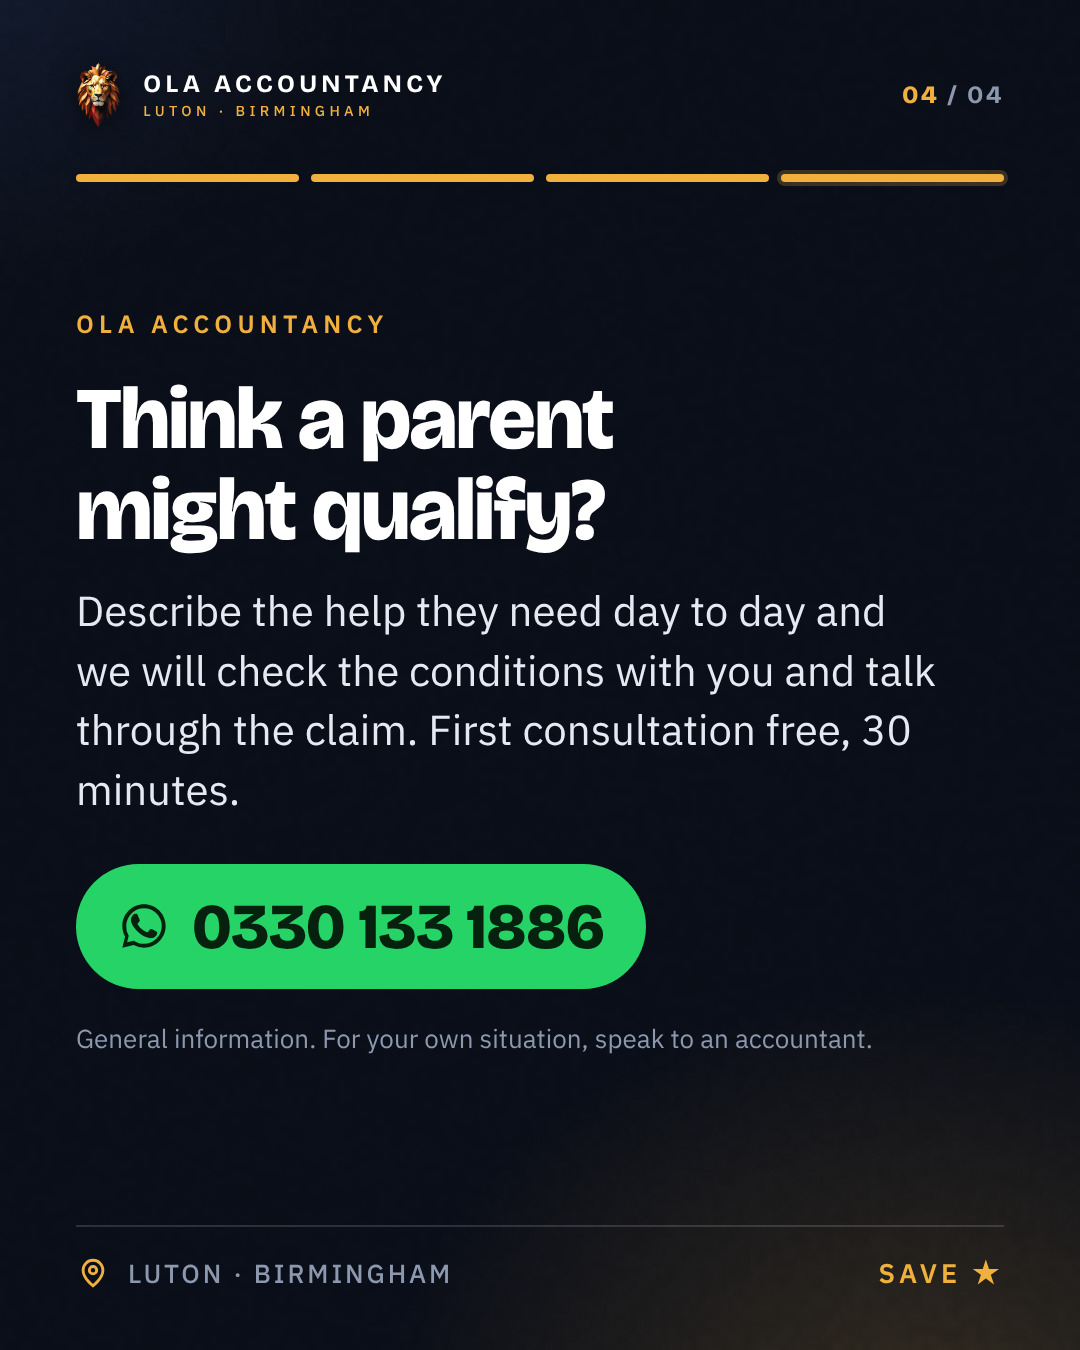 OLA ACCOUNTANCY
LUTON · BIRMINGHAM
04 / 04
OLA ACCOUNTANCY
Think a parent
might qualify?
Describe the help they need day to day and
we will check the conditions with you and talk
through the claim. First consultation free, 30
minutes.
0330 133 1886
General information. For your own situation, speak to an accountant.
LUTON · BIRMINGHAM
SAVE ★